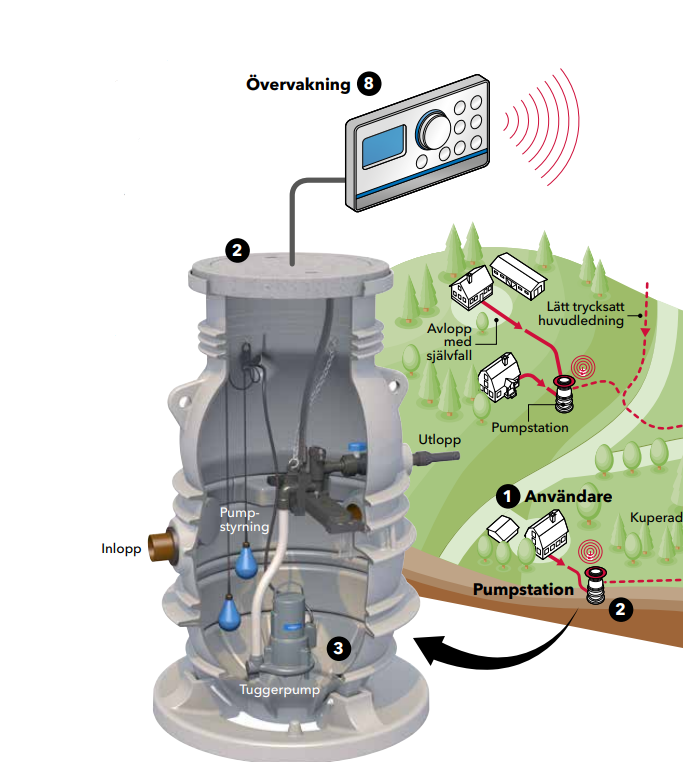 Övervakning 8
2
Lätt trycksatt
huvudledning
Avlopp
med
självfall
Pumpstation
Utlopp
1 Användare
Kuperad
Pump-
styrning
Inlopp
Pumpstation
2
3
Tuggerpump